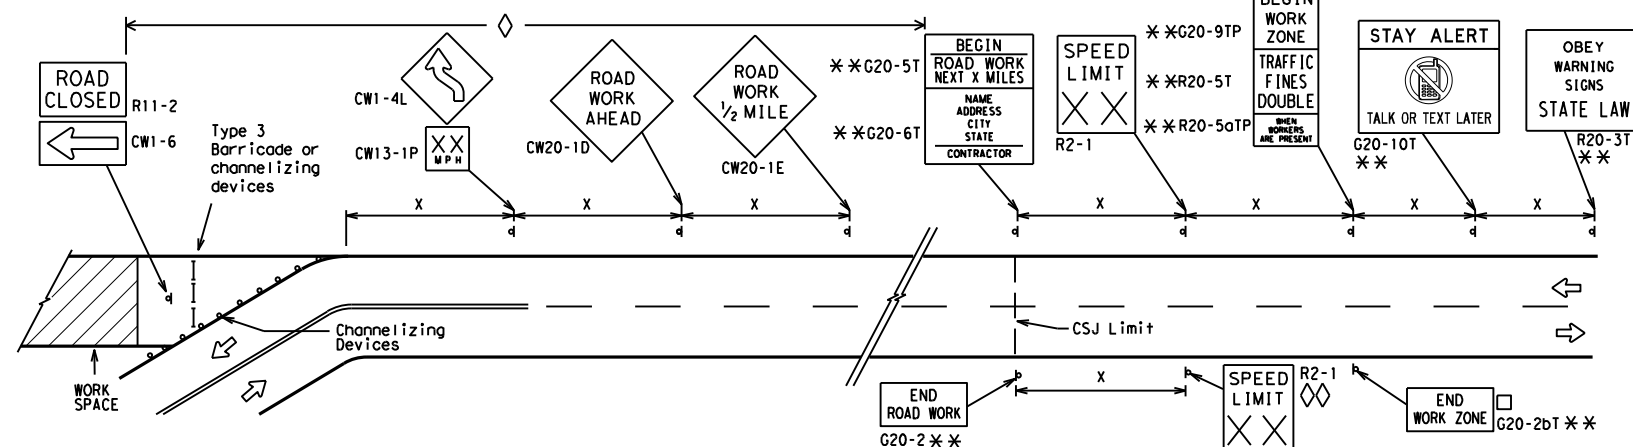 ROAD
CLOSED
R11-2
CW1-6
Type 3
Barricade or
channelizing
devices
CW1-4L
XX
MPH
CW13-1P
ROAD
WORK
AHEAD
CW20-1D
ROAD
WORK
1/2 MILE
CW20-1E
**G20-5T
BEGIN
ROAD WORK
NEXT X MILES
**G20-6T
NAME
ADDRESS
CITY
STATE
CONTRACTOR
SPEED
LIMIT
XX
R2-1
**G20-9TP
BEGIN
WORK
ZONE
**R20-5T
TRAFFIC
FINES
DOUBLE
**R20-5aTP
WHEN
WORKERS
ARE PRESENT
STAY ALERT
TALK OR TEXT LATER
G20-10T
**
OBEY
WARNING
SIGNS
STATE LAW
R20-3T
**
X
X
X
X
X
X
X
Channelizing
Devices
CSJ Limit
WORK
SPACE
END
ROAD WORK
G20-2 **
X
SPEED
LIMIT
XX
R2-1
END
WORK ZONE
G20-2bT **